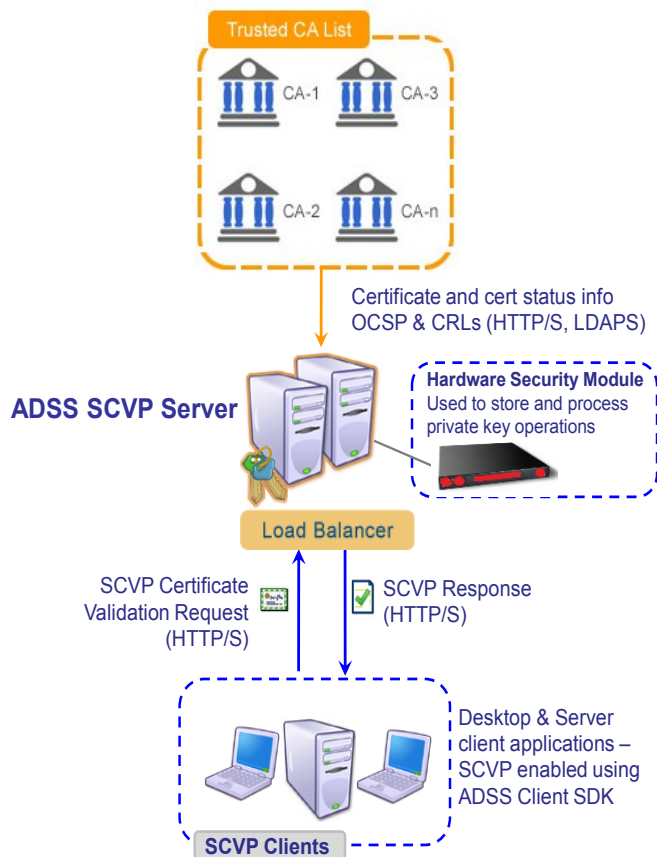 Trusted CA List
CA-1
CA-3
CA-2
CA-n
Certificate and cert status info
OCSP & CRLs (HTTP/S, LDAPS)
ADSS SCVP Server
Hardware Security Module
Used to store and process
private key operations
Load Balancer
SCVP Certificate
Validation Request
(HTTP/S)
SCVP Response
(HTTP/S)
Desktop & Server
client applications –
SCVP enabled using
ADSS Client SDK
SCVP Clients